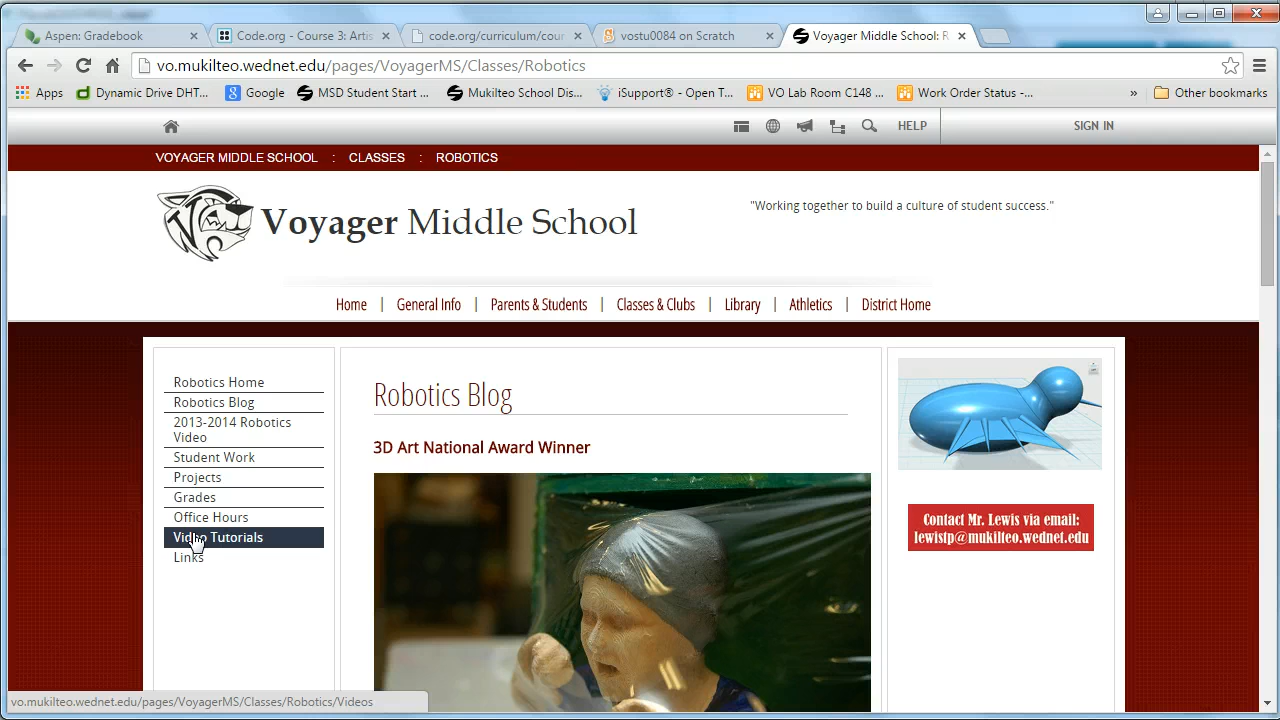 Aspen: Gradebook
Code.org - Course 3: Artis
code.org/curriculum/cour
vostu0084 on Scratch
Voyager Middle School: R
vo.mukilteo.wednet.edu/pages/VoyagerMS/Classes/Robotics
Apps
Dynamic Drive DHT...
Google
MSD Student Start ...
Mukilteo School Dis...
iSupport® - Open T...
VO Lab Room C148 ...
Work Order Status -...
»
Other bookmarks
HELP
SIGN IN
VOYAGER MIDDLE SCHOOL : CLASSES : ROBOTICS
Voyager Middle School
"Working together to build a culture of student success."
Home | General Info | Parents & Students | Classes & Clubs | Library | Athletics | District Home
Robotics Home
Robotics Blog
2013-2014 Robotics
Video
Student Work
Projects
Grades
Office Hours
Video Tutorials
Links
Robotics Blog
3D Art National Award Winner
Contact Mr. Lewis via email:
lewistp@mukilteo.wednet.edu
vo.mukilteo.wednet.edu/pages/VoyagerMS/Classes/Robotics/Videos